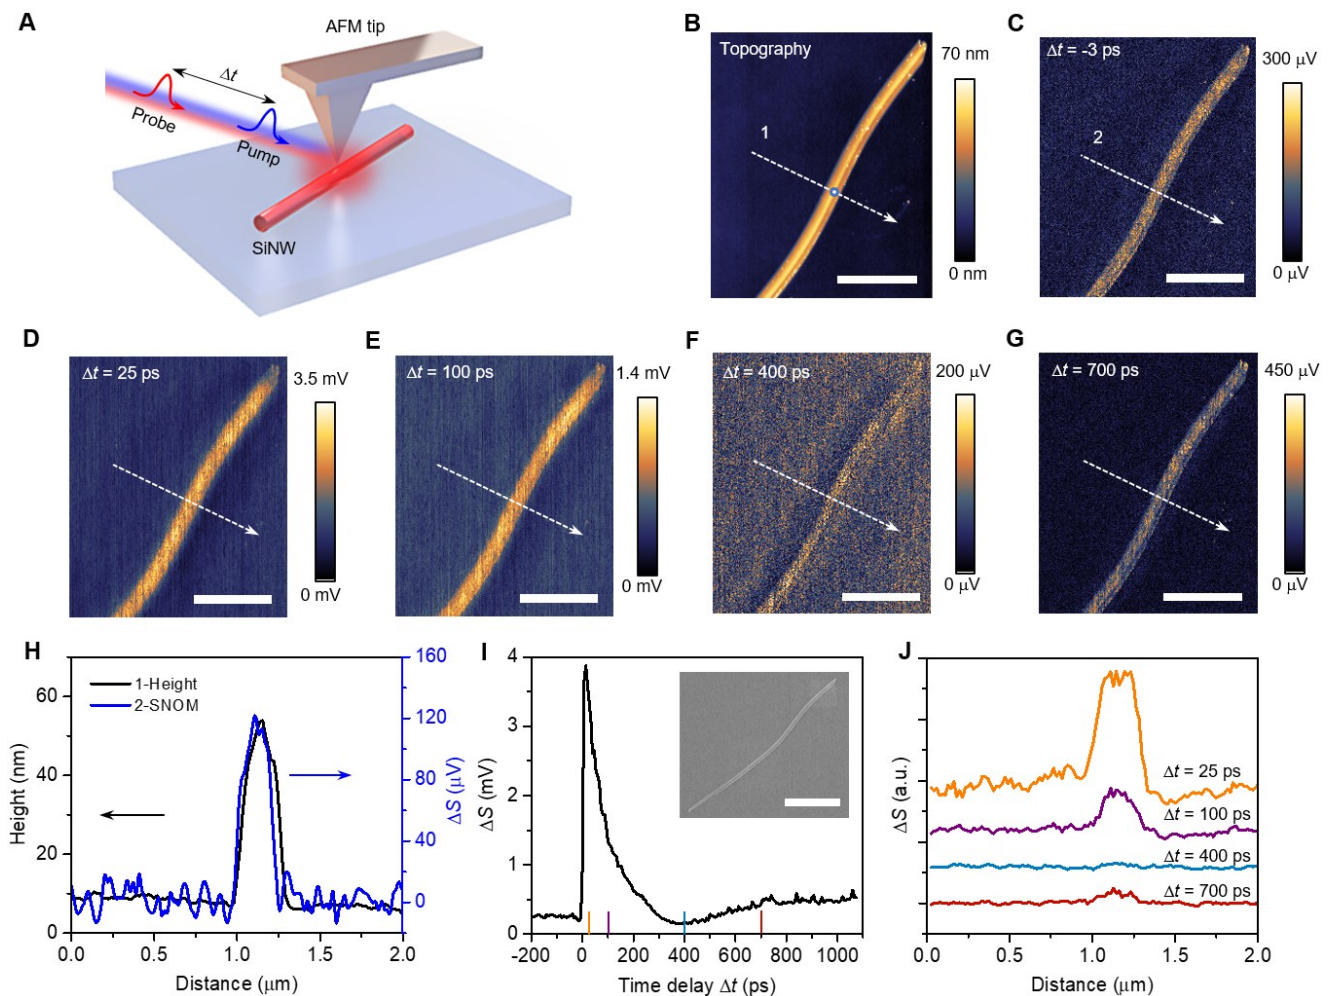 A
AFM tip
Δt
Probe
Pump
SiNW
B
Topography
1
70 nm
0 nm
C
Δt = -3 ps
2
300 μV
0 μV
D
Δt = 25 ps
3.5 mV
0 mV
E
Δt = 100 ps
1.4 mV
0 mV
F
Δt = 400 ps
200 μV
0 μV
G
Δt = 700 ps
450 μV
0 μV
H
1-Height
2-SNOM
Height (nm)
60
40
20
0
160
120
80
40
0
ΔS (μV)
0.0 0.5 1.0 1.5 2.0
Distance (μm)
I
ΔS (mV)
4
3
2
1
0
-200 0 200 400 600 800 1000
Time delay Δt (ps)
J
ΔS (a.u.)
Δt = 25 ps
Δt = 100 ps
Δt = 400 ps
Δt = 700 ps
0.0 0.5 1.0 1.5 2.0
Distance (μm)